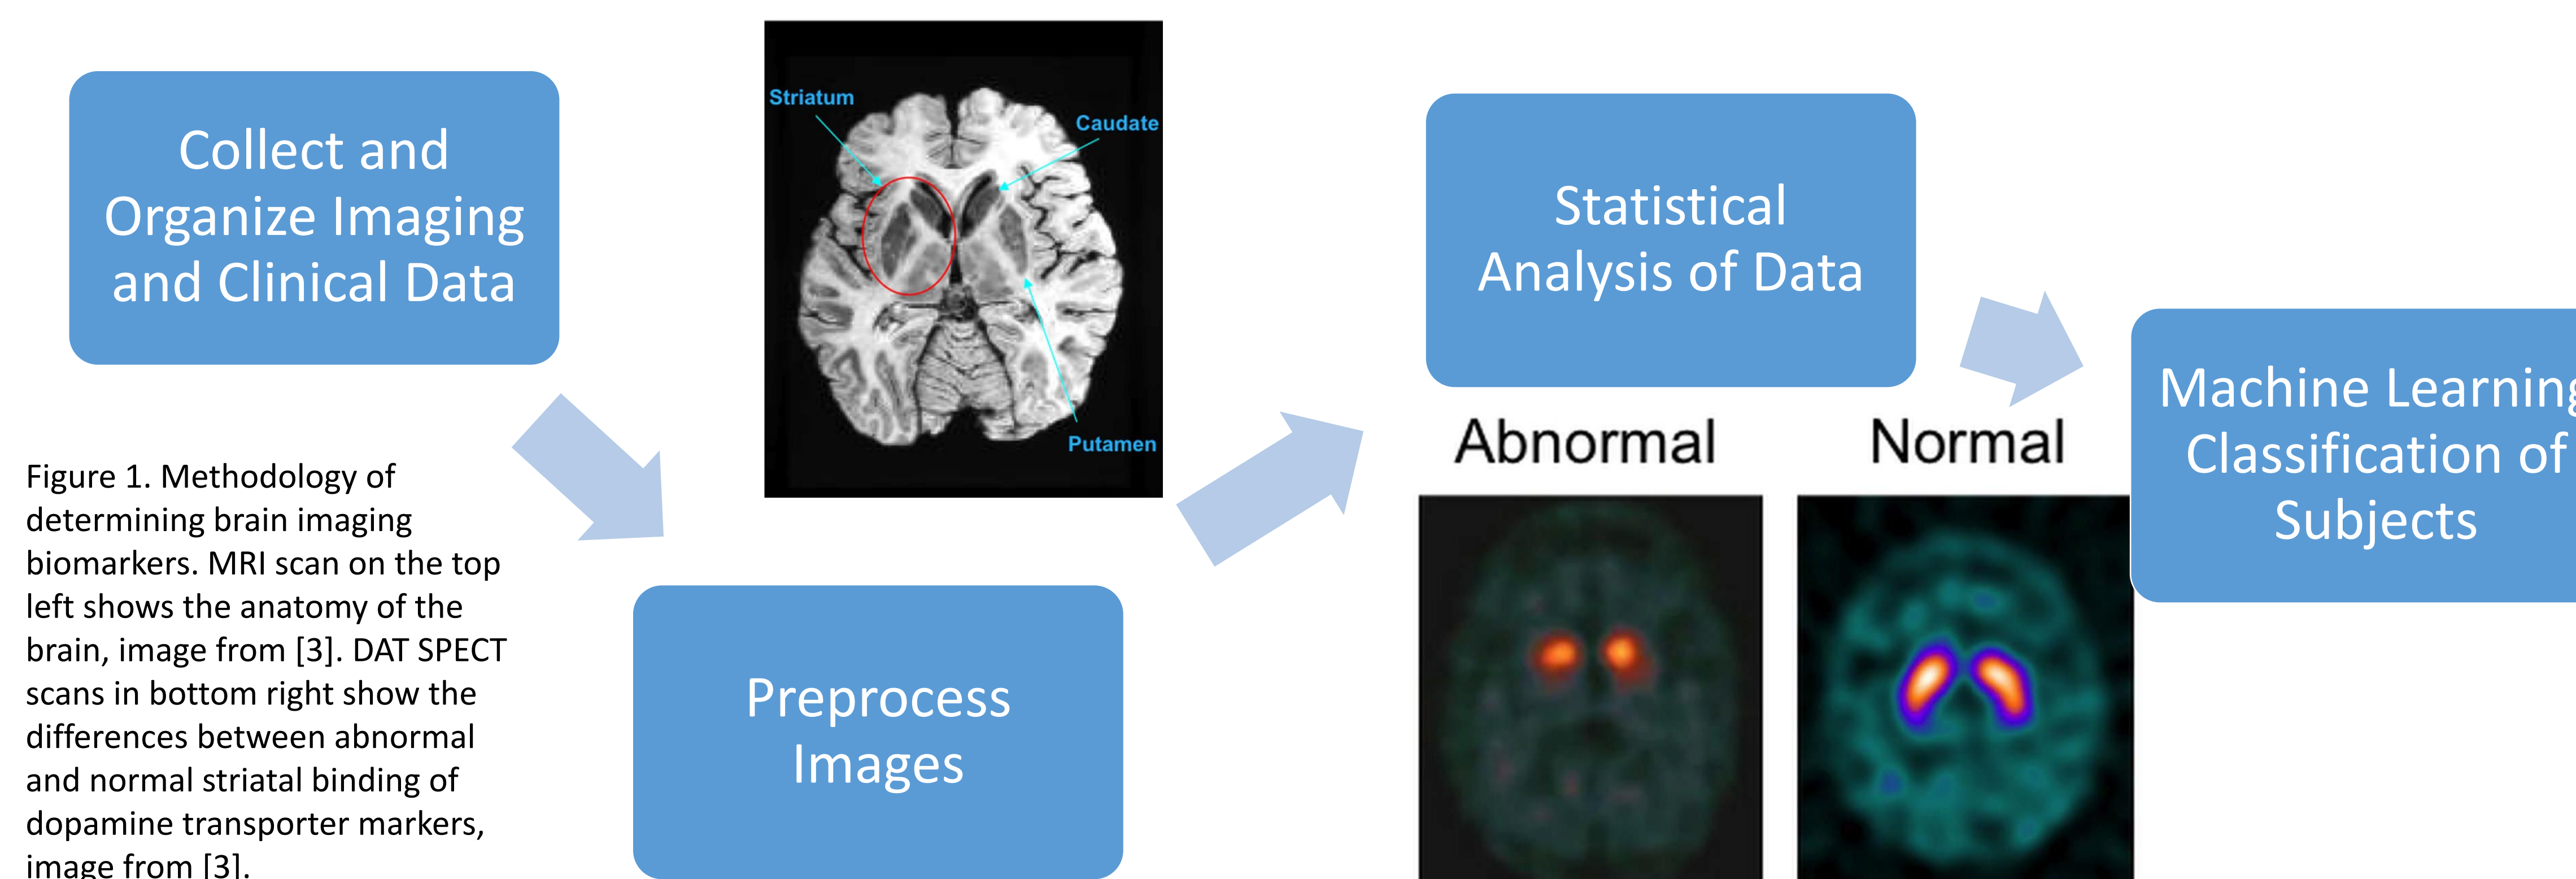 Collect and
Organize Imaging
and Clinical Data
Figure 1. Methodology of
determining brain imaging
biomarkers. MRI scan on the top
left shows the anatomy of the
brain, image from [3]. DAT SPECT
scans in bottom right show the
differences between abnormal
and normal striatal binding of
dopamine transporter markers,
image from [3].
Striatum
Caudate
Putamen
Preprocess
Images
Statistical
Analysis of Data
Abnormal
Normal
Machine Learning
Classification of
Subjects